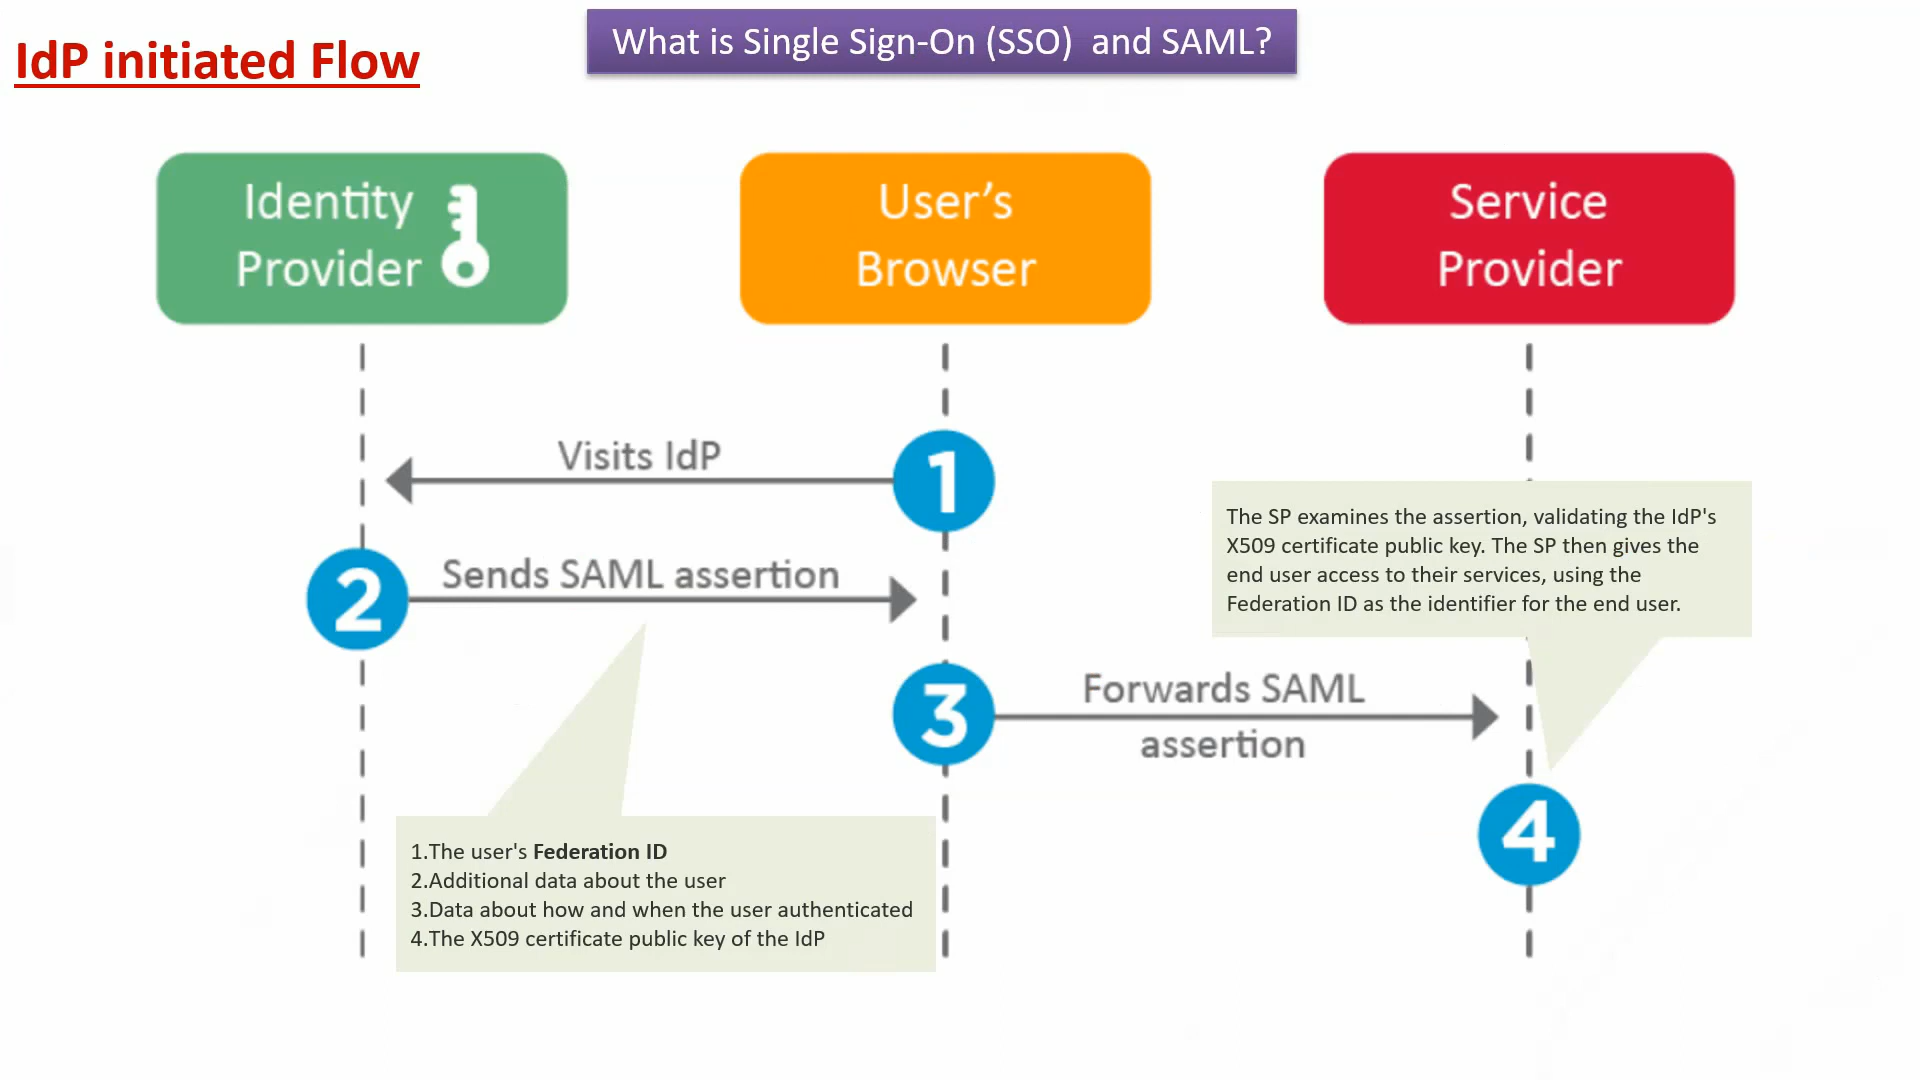 IdP initiated Flow
What is Single Sign-On (SSO)  and SAML?
Identity
Provider
User’s
Browser
Service
Provider
Visits IdP
1
2
Sends SAML assertion
The SP examines the assertion, validating the IdP's
X509 certificate public key. The SP then gives the
end user access to their services, using the
Federation ID as the identifier for the end user.
3
Forwards SAML
assertion
4
1.The user's Federation ID
2.Additional data about the user
3.Data about how and when the user authenticated
4.The X509 certificate public key of the IdP